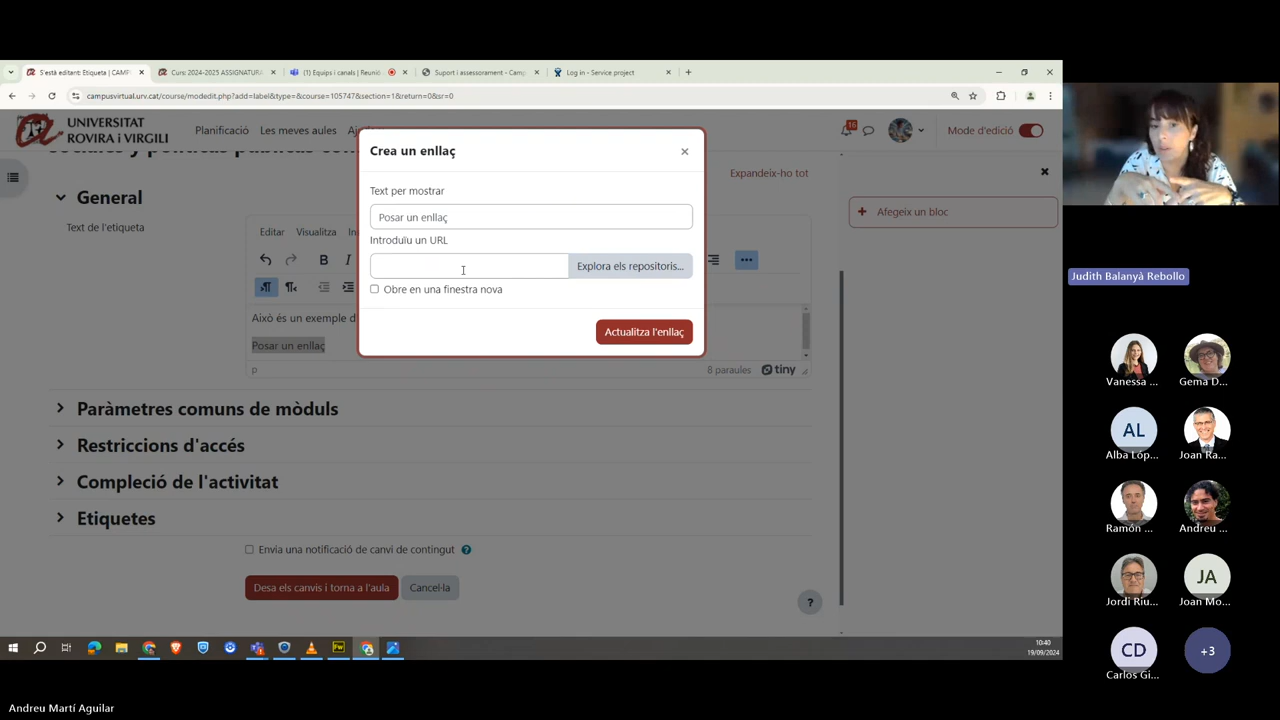 S'està editant: Etiqueta | CAMP
Curs: 2024-2025 ASSIGNATURA
(1) Equips i canals | Reunió
Suport i assessorament - Camp
Log in - Service project
campusvirtual.urv.cat/course/modedit.php?add=label&type=&course=105747&section=1&return=0&sr=0
UNIVERSITAT
ROVIRA i VIRGILI
Planificació
Les meves aules
16
Mode d'edició
Crea un enllaç
Text per mostrar
Posar un enllaç
Introduïu un URL
Explora els repositoris...
Obre en una finestra nova
Actualitza l'enllaç
Expandeix-ho tot
Afegeix un bloc
General
Text de l'etiqueta
Editar
Visualitza
B
I
Això és un exemple d
Posar un enllaç
p
8 paraules
tiny
Paràmetres comuns de mòduls
Restriccions d'accés
Compleció de l'activitat
Etiquetes
Envia una notificació de canvi de contingut
Desa els canvis i torna a l'aula
Cancel·la
?
Fw
10:40
19/09/2024
Judith Balanyà Rebollo
Vanessa ...
Gema D...
AL
Alba Lóp...
Joan Ra...
Ramón ...
Andreu ...
JA
Jordi Riu...
Joan Mo...
CD
+3
Carlos Gi...
Andreu Martí Aguilar